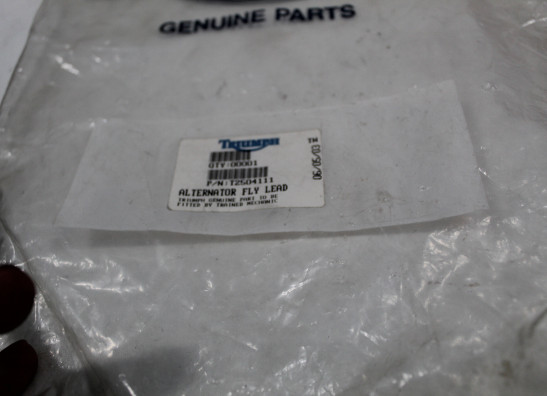 GENUINE PARTS
TRIUMPH
TM
QTY:00001
06/05/03
P/N:T2504111
ALTERNATOR FLY LEAD
TRIUMPH GENUINE PART TO BE
FITTED BY TRAINED MECHANIC